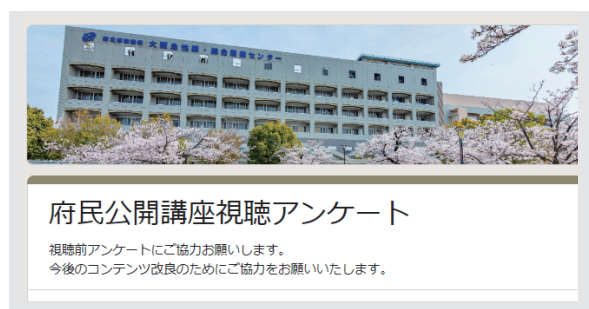 大阪急性期・総合医療センター
府民公開講座視聴アンケート
視聴前アンケートにご協力お願いします。
今後のコンテンツ改良のためにご協力をお願いいたします。